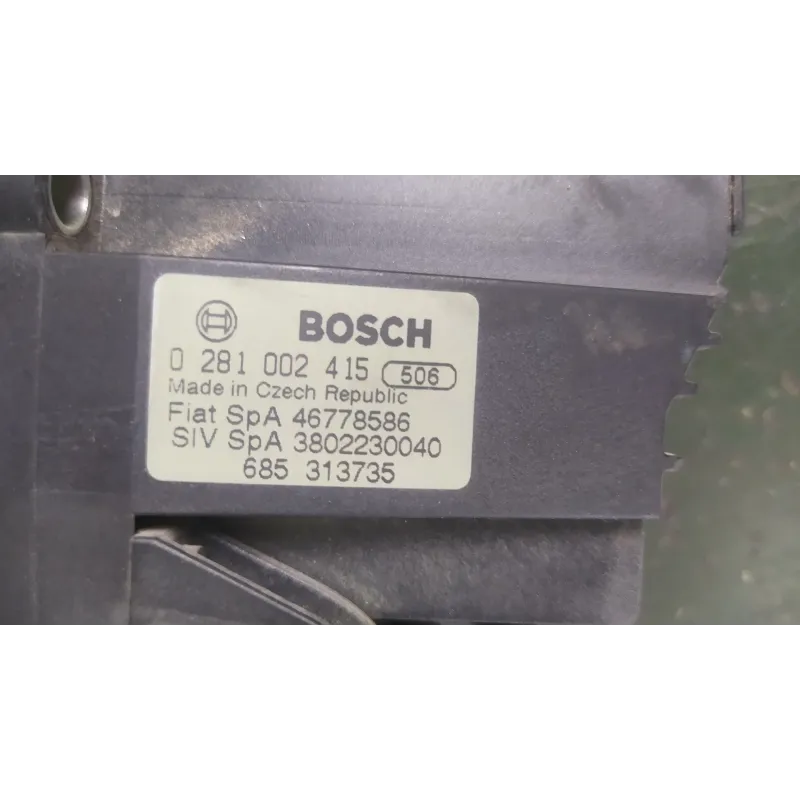 BOSCH
0 281 002 415 506
Made in Czech Republic
Fiat SpA 46778586
SIV SpA 3802230040
685 313735